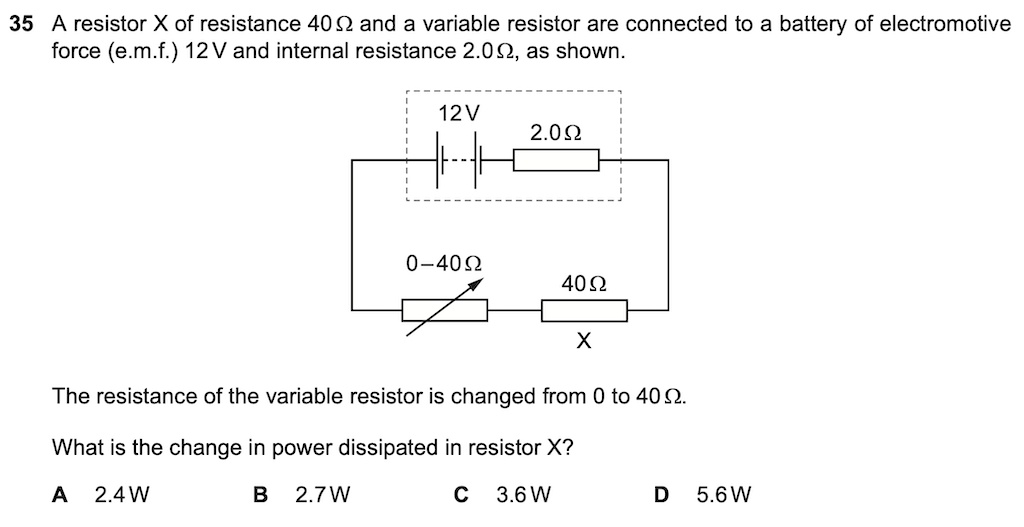 35 A resistor X of resistance 40 Ω and a variable resistor are connected to a battery of electromotive
force (e.m.f.) 12 V and internal resistance 2.0 Ω, as shown.
12 V
2.0 Ω
0–40 Ω
40 Ω
X
The resistance of the variable resistor is changed from 0 to 40 Ω.
What is the change in power dissipated in resistor X?
A 2.4 W B 2.7 W C 3.6 W D 5.6 W